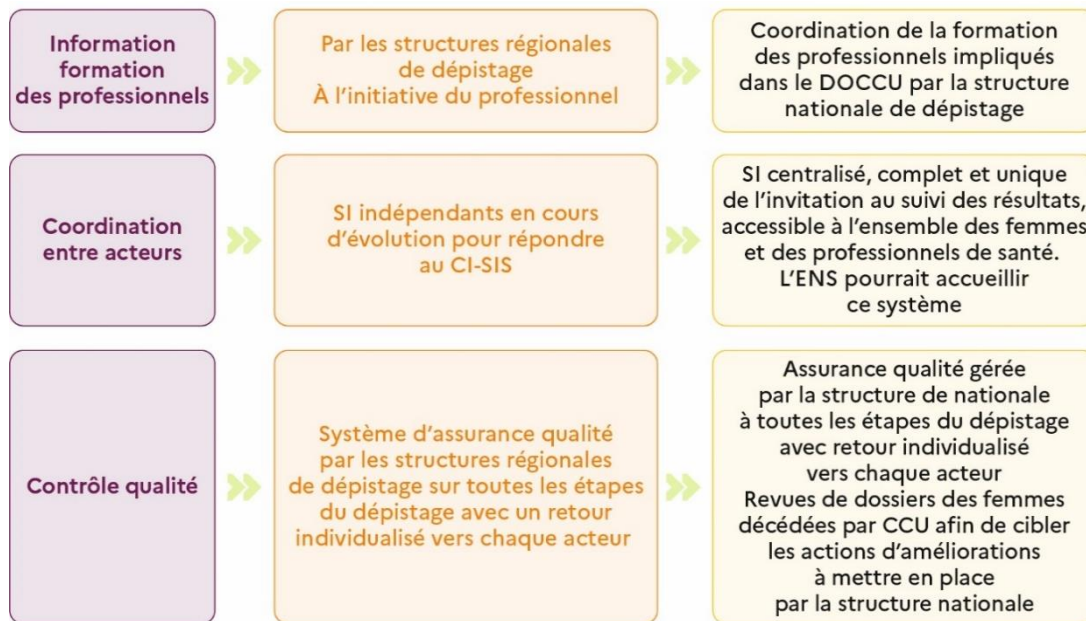 Information
formation
des professionnels
Par les structures régionales
de dépistage
À l’initiative du professionnel
Coordination de la formation
des professionnels impliqués
dans le DOCCU par la structure
nationale de dépistage
Coordination
entre acteurs
SI indépendants en cours
d’évolution pour répondre
au CI-SIS
SI centralisé, complet et unique
de l’invitation au suivi des résultats,
accessible à l’ensemble des femmes
et des professionnels de santé.
L’ENS pourrait accueillir
ce système
Contrôle qualité
Système d’assurance qualité
par les structures régionales
de dépistage sur toutes les étapes
du dépistage avec un retour
individualisé vers chaque acteur
Assurance qualité gérée
par la structure de nationale
à toutes les étapes du dépistage
avec retour individualisé
vers chaque acteur
Revues de dossiers des femmes
décédées par CCU afin de cibler
les actions d’améliorations
à mettre en place
par la structure nationale